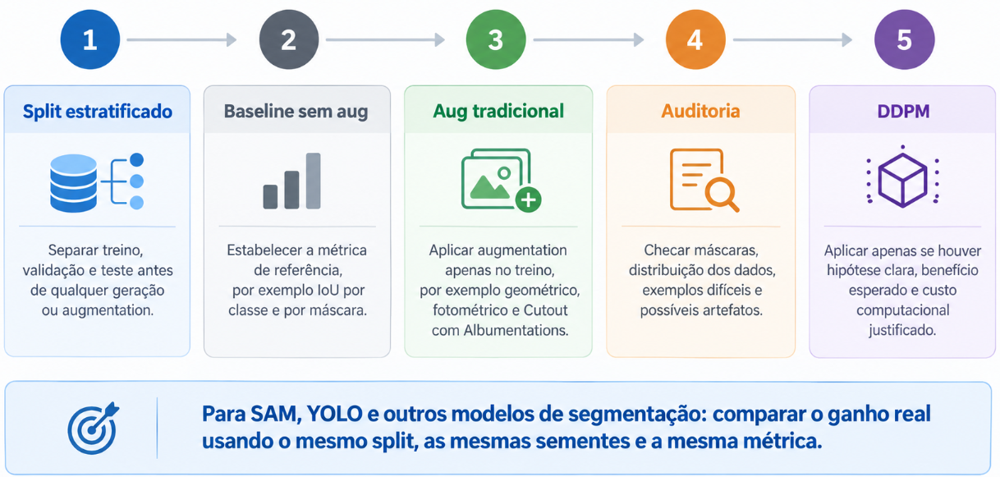 1
2
3
4
5
Split estratificado
Separar treino,
validação e teste antes
de qualquer geração
ou augmentation.
Baseline sem aug
Estabelecer a métrica
de referência,
por exemplo IoU por
classe e por máscara.
Aug tradicional
Aplicar augmentation
apenas no treino,
por exemplo geométrico,
fotométrico e Cutout
com Albumentations.
Auditoria
Checar máscaras,
distribuição dos dados,
exemplos difíceis e
possíveis artefatos.
DDPM
Aplicar apenas se houver
hipótese clara, benefício
esperado e custo
computacional
justificado.
Para SAM, YOLO e outros modelos de segmentação: comparar o ganho real
usando o mesmo split, as mesmas sementes e a mesma métrica.